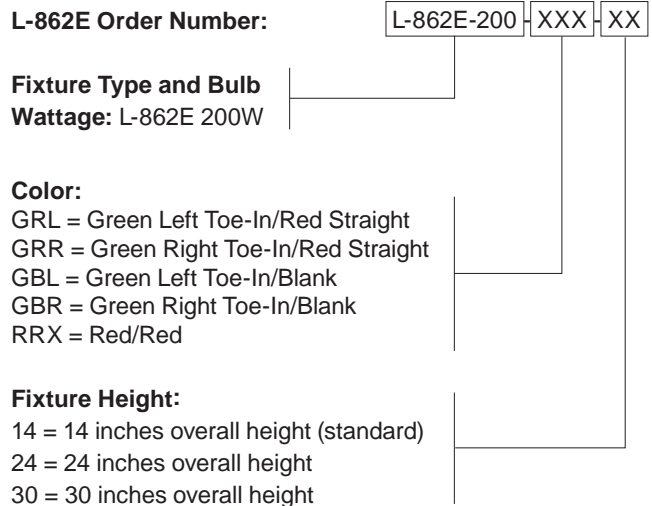 L-862E Order Number: L-862E-200 - XXX - XX
Fixture Type and Bulb
Wattage: L-862E 200W
Color:
GRL = Green Left Toe-In/Red Straight
GRR = Green Right Toe-In/Red Straight
GBL = Green Left Toe-In/Blank
GBR = Green Right Toe-In/Blank
RRX = Red/Red
Fixture Height:
14 = 14 inches overall height (standard)
24 = 24 inches overall height
30 = 30 inches overall height